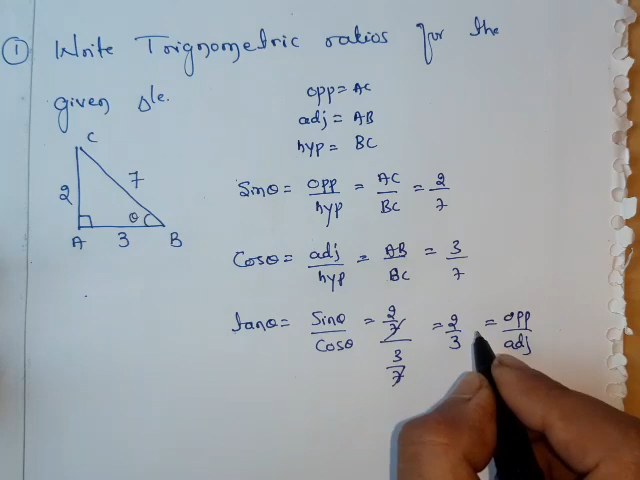 ① Write Trignometric ratios for the
given Δle.
opp = AC
adj = AB
hyp = BC
C
2
7
θ
A 3 B
Sinθ = opp/hyp = AC/BC = 2/7
Cosθ = adj/hyp = AB/BC = 3/7
tanθ = Sinθ/Cosθ = (2/7)/(3/7) = 2/3 = opp/adj